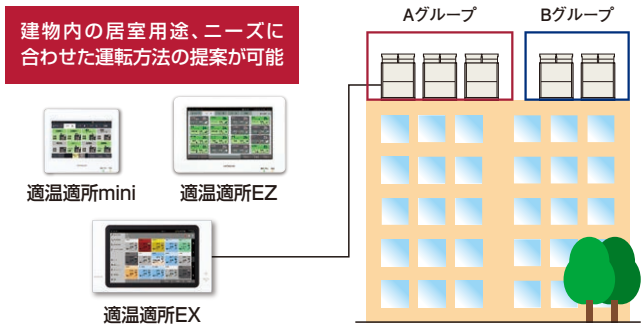 建物内の居室用途、ニーズに
合わせた運転方法の提案が可能
Aグループ
Bグループ
適温適所mini
適温適所EZ
適温適所EX